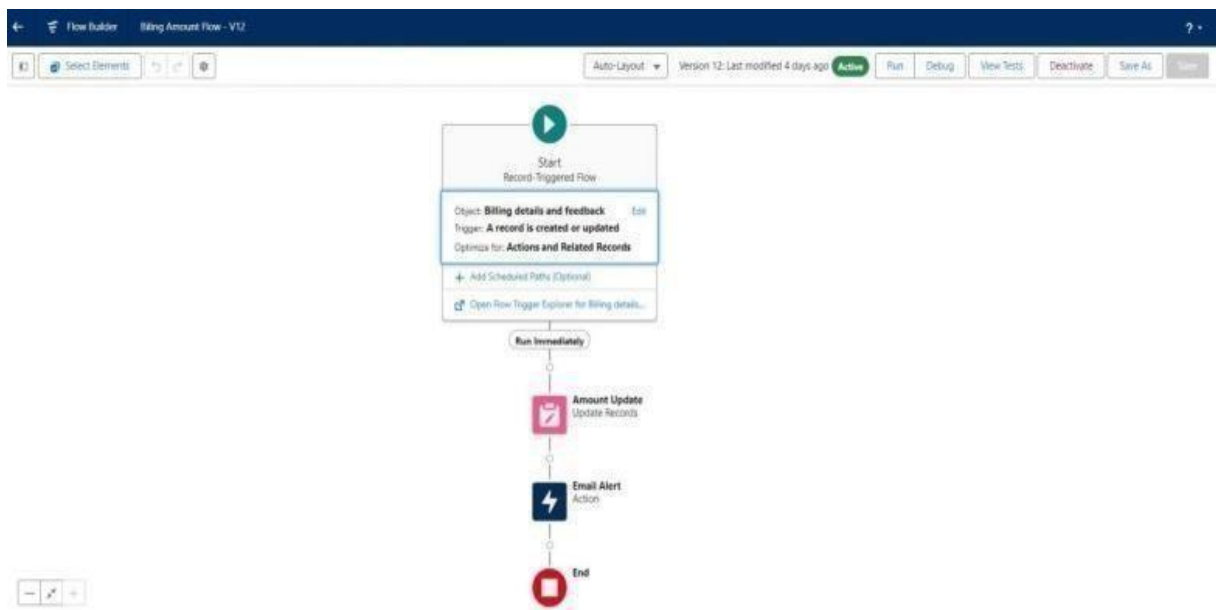 Flow Builder Billing Amount Flow - V12 ?
Select Elements Auto-Layout Version 12: Last modified 4 days ago Active Run Debug View Tests Deactivate Save As Save
Start
Record-Triggered Flow
Object: Billing details and feedback Edit
Trigger: A record is created or updated
Optimize for: Actions and Related Records
+ Add Scheduled Paths (Optional)
Open Flow Trigger Explorer for Billing details...
Run Immediately
Amount Update
Update Records
Email Alert
Action
End